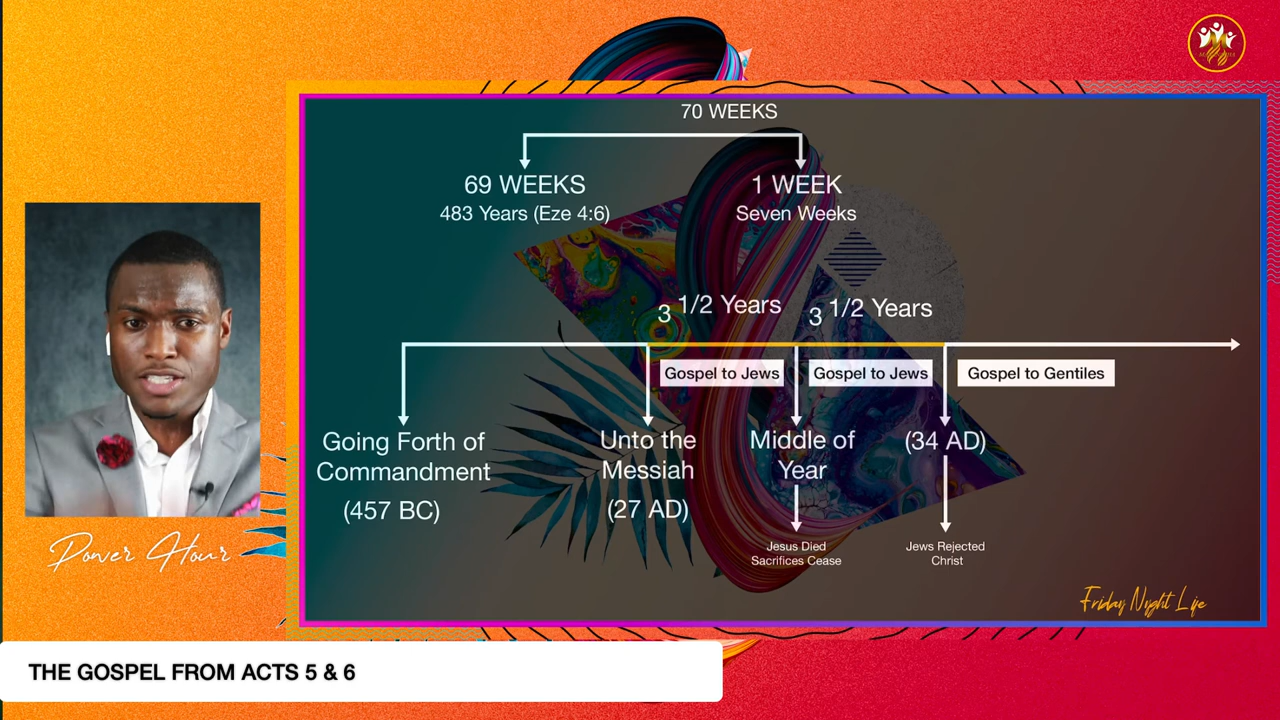 70 WEEKS
69 WEEKS
483 Years (Eze 4:6)
1 WEEK
Seven Weeks
3 1/2 Years
3 1/2 Years
Gospel to Jews
Gospel to Jews
Gospel to Gentiles
Going Forth of
Commandment
(457 BC)
Unto the
Messiah
(27 AD)
Middle of
Year
(34 AD)
Jesus Died
Sacrifices Cease
Jews Rejected
Christ
Power Hour
Friday Night Life
THE GOSPEL FROM ACTS 5 & 6